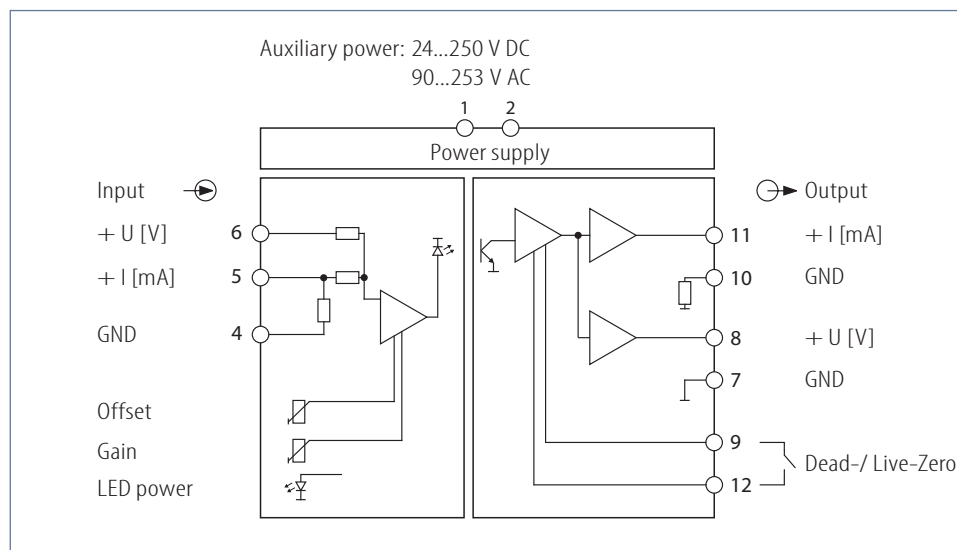 Auxiliary power: 24...250 V DC
90...253 V AC
1 2
Power supply
Input
Output
+ U [V] 6
11 + I [mA]
+ I [mA] 5
10 GND
GND 4
8 + U [V]
7 GND
Offset
Gain
9
Dead-/ Live-Zero
LED power
12